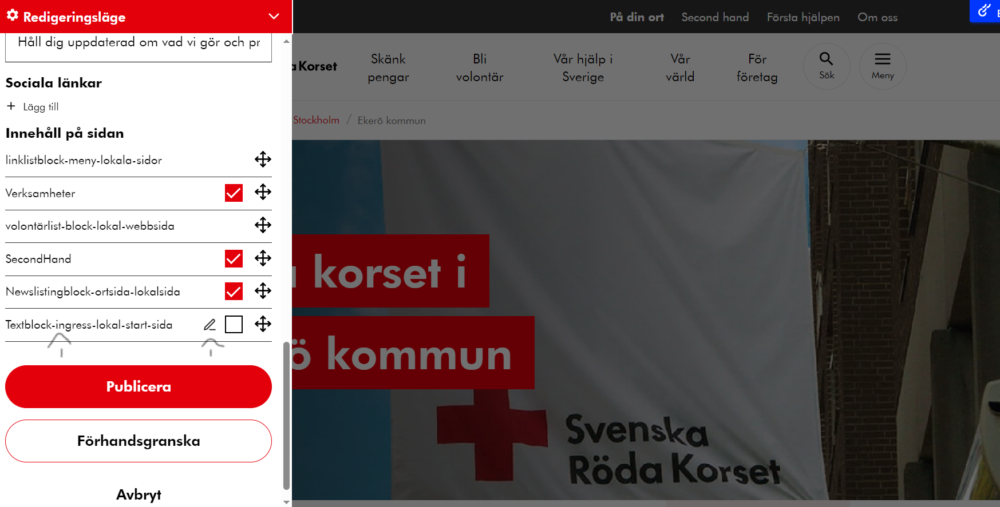 Redigeringsläge
Håll dig uppdaterad om vad vi gör och pr
Sociala länkar
+ Lägg till
Innehåll på sidan
linklistblock-meny-lokala-sidor
Verksamheter
volontärlist-block-lokal-webbsida
SecondHand
Newslistingblock-ortsida-lokalsida
Textblock-ingress-lokal-start-sida
Publicera
Förhandsgranska
Avbryt
På din ort Second hand Första hjälpen Om oss
a Korset
Skänk pengar
Bli volontär
Vår hjälp i Sverige
Vår värld
För företag
Sök
Meny
Stockholm / Ekerö kommun
korset i
ö kommun
Svenska
Röda Korset